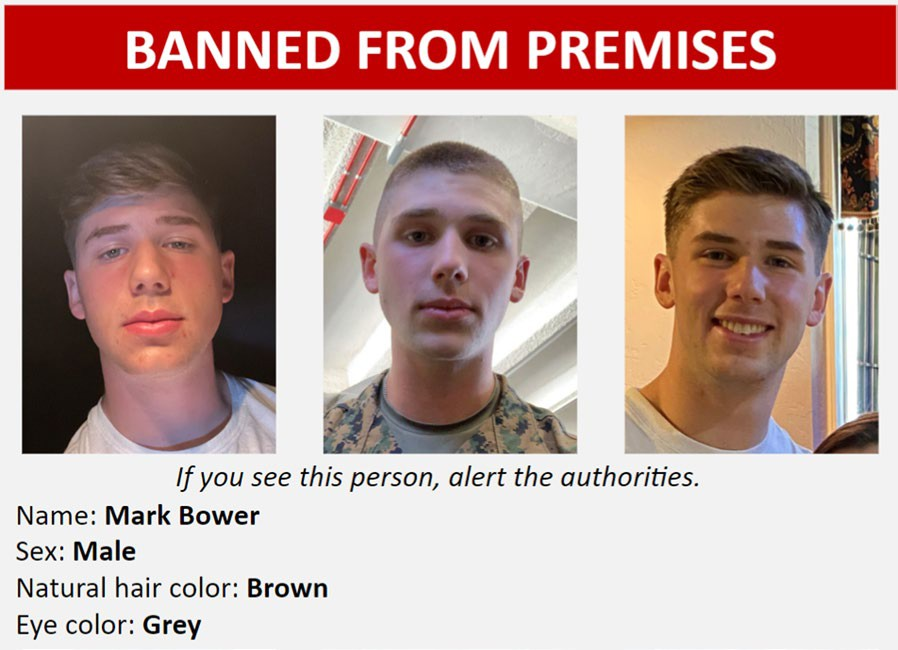 BANNED FROM PREMISES
If you see this person, alert the authorities.
Name: Mark Bower
Sex: Male
Natural hair color: Brown
Eye color: Grey